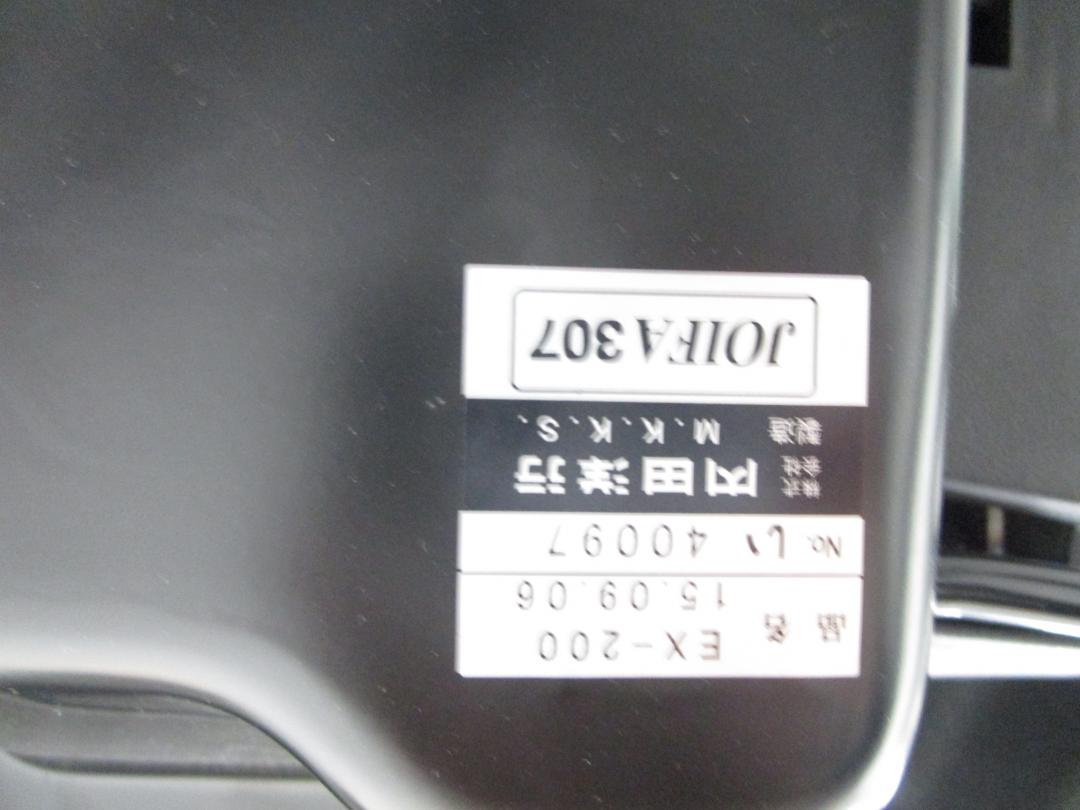 品名 EX-200
15.09.06
No. い 40097
株式会社 内田洋行
製造 M.K.K.S.
JOIFA 307